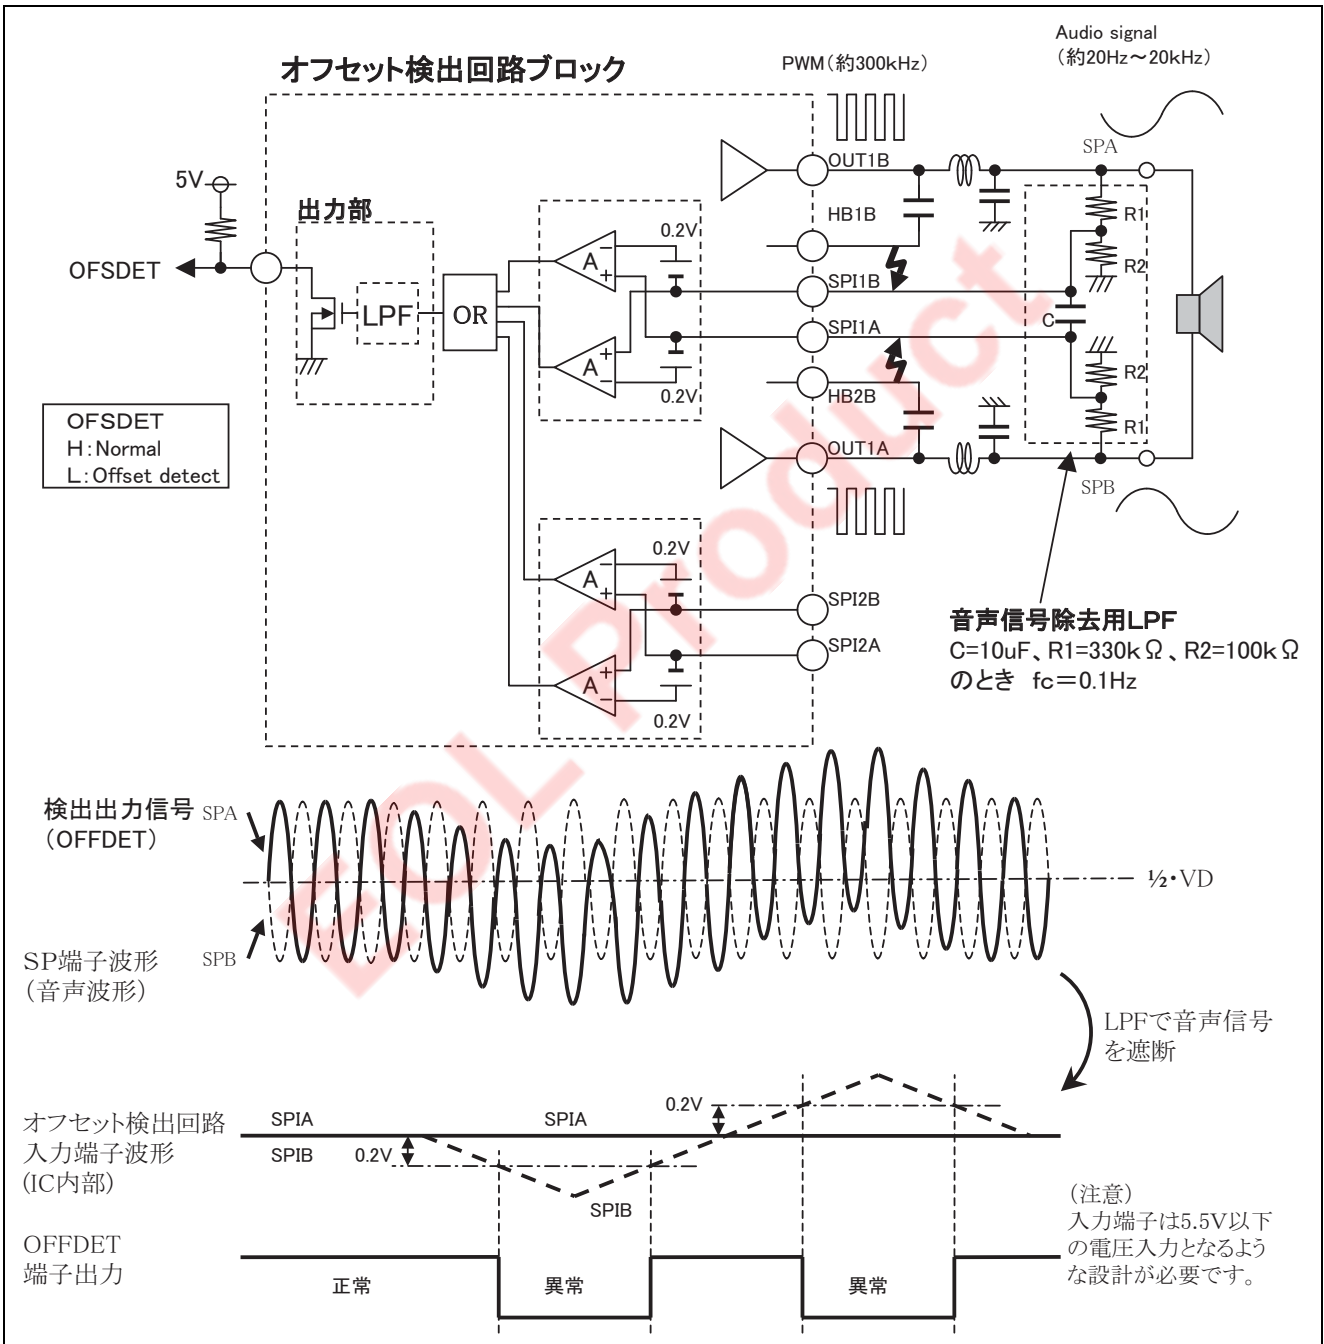 Audio signal
（約20Hz～20kHz）
オフセット検出回路ブロック
PWM（約300kHz）
SPA
OUT1B
5V
出力部
0.2V
HB1B
R1
OFSDET
A
－
＋
R2
SPI1B
LPF
OR
C
SPI1A
A
＋
－
R2
0.2V
HB2B
R1
OFSDET
H：Normal
L：Offset detect
OUT1A
SPB
0.2V
A
－
＋
SPI2B
SPI2A
A
＋
－
0.2V
音声信号除去用LPF
C=10uF、R1=330kΩ、R2=100kΩ
のとき fc＝0.1Hz
EOL Product
検出出力信号
（OFFDET）
SPA
½･VD
SP端子波形
（音声波形）
SPB
LPFで音声信号
を遮断
オフセット検出回路
入力端子波形
(IC内部)
SPIA
SPIA
0.2V
SPIB
0.2V
SPIB
OFFDET
端子出力
正常
異常
異常
（注意）
入力端子は5.5V以下
の電圧入力となるよう
な設計が必要です。